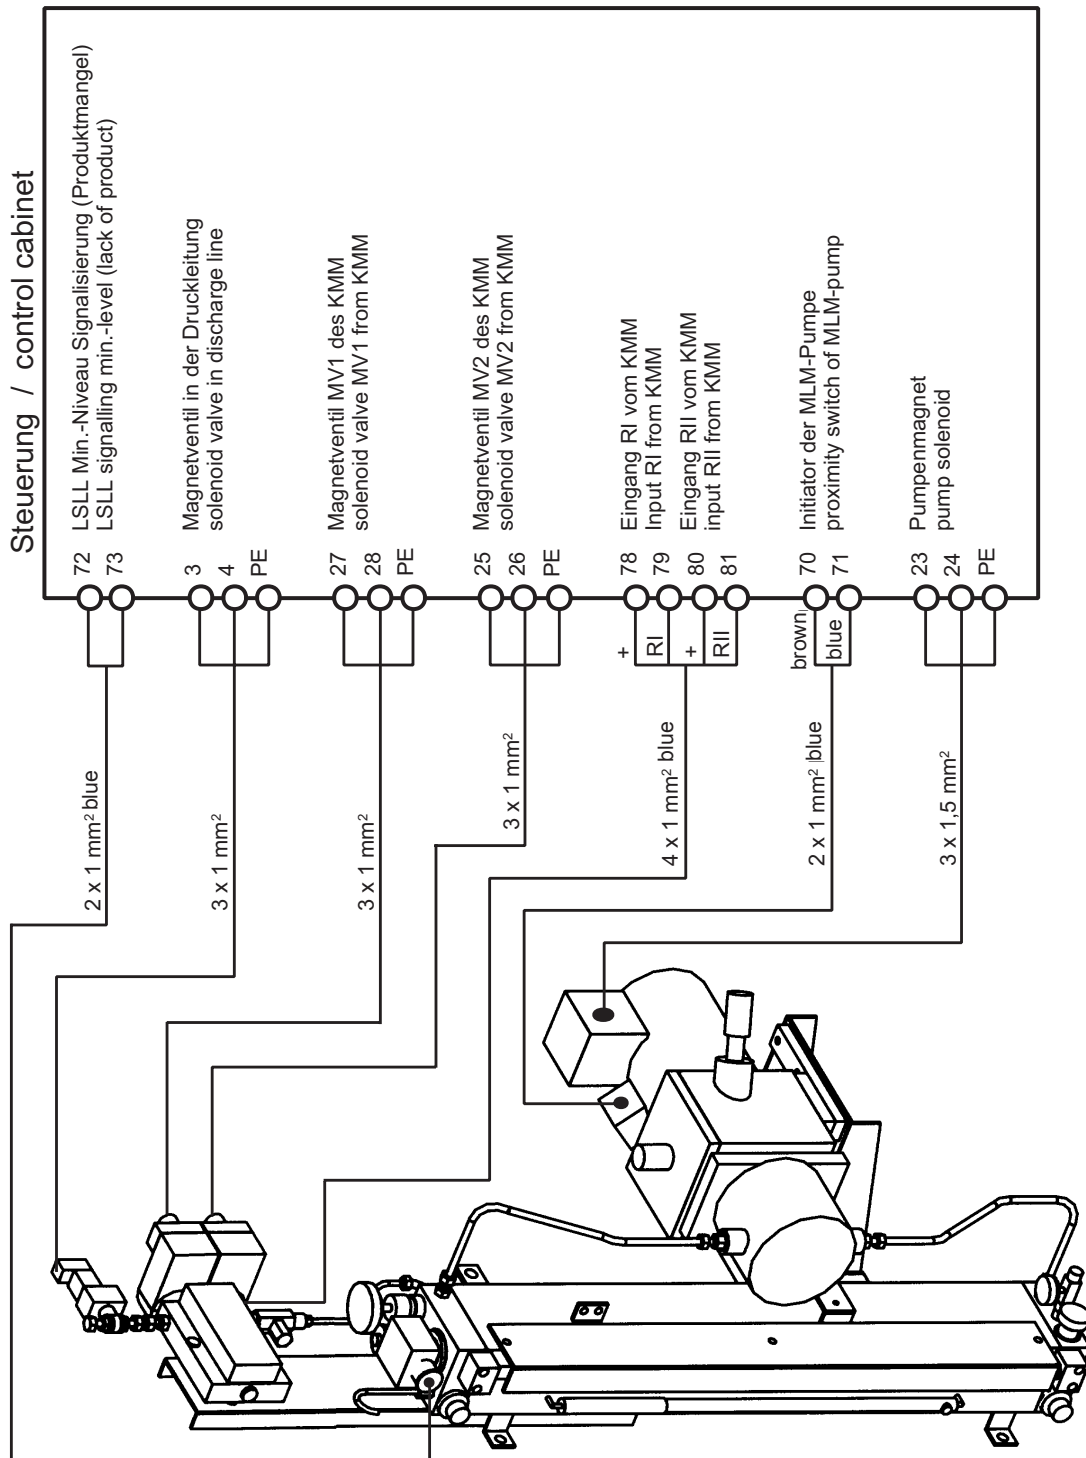 Steuerung / control cabinet
72 LSLL Min.-Niveau Signalisierung (Produktmangel)
73 LSLL signalling min.-level (lack of product)
3 Magnetventil in der Druckleitung
4 solenoid valve in discharge line
PE
27 Magnetventil MV1 des KMM
28 solenoid valve MV1 from KMM
PE
25 Magnetventil MV2 des KMM
26 solenoid valve MV2 from KMM
PE
78 Eingang RI vom KMM
79 Input RI from KMM
80 Eingang RII vom KMM
81 input RII from KMM
70 Initiator der MLM-Pumpe
71 proximity switch of MLM-pump
23 Pumpenmagnet
24 pump solenoid
PE
+
RI
+
RII
brown
blue
2 x 1 mm² blue
3 x 1 mm²
3 x 1 mm²
3 x 1 mm²
4 x 1 mm² blue
2 x 1 mm² blue
3 x 1,5 mm²